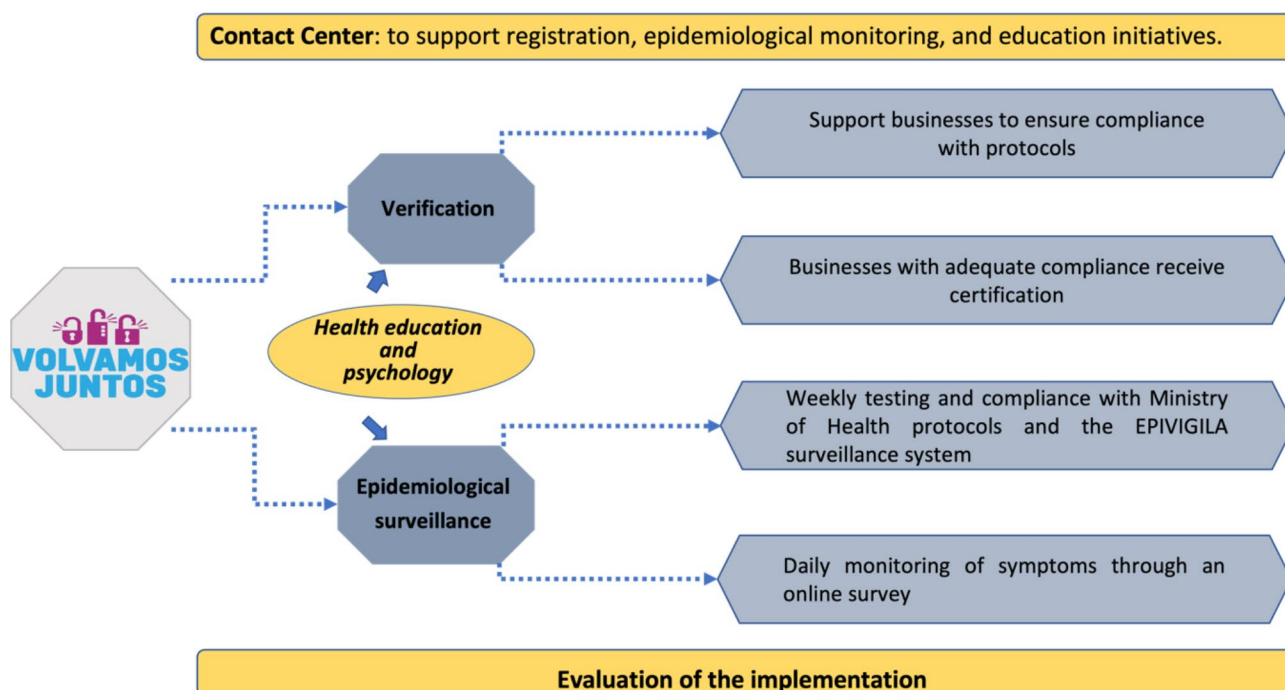 Contact Center: to support registration, epidemiological monitoring, and education initiatives.
Support businesses to ensure compliance
with protocols
Verification
Businesses with adequate compliance receive
certification
Health education
and
psychology
VOLVAMOS
JUNTOS
Weekly testing and compliance with Ministry
of Health protocols and the EPIVIGILA
surveillance system
Epidemiological
surveillance
Daily monitoring of symptoms through an
online survey
Evaluation of the implementation